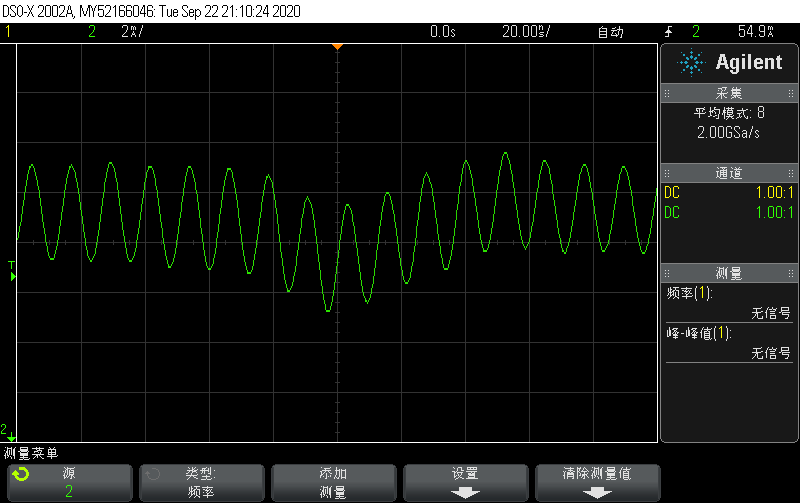 DSO-X 2002A, MY52166046: Tue Sep 22 21:10:24 2020
1 2 2%/ 0.0s 20.00%/ 自动 2 54.9%
Agilent
采集
平均模式: 8
2.00GSa/s
通道
DC 1.00:1
DC 1.00:1
测量
频率(1):
无信号
峰-峰值(1):
无信号
T
2
测量菜单
源
2
类型:
频率
添加
测量
设置
清除测量值